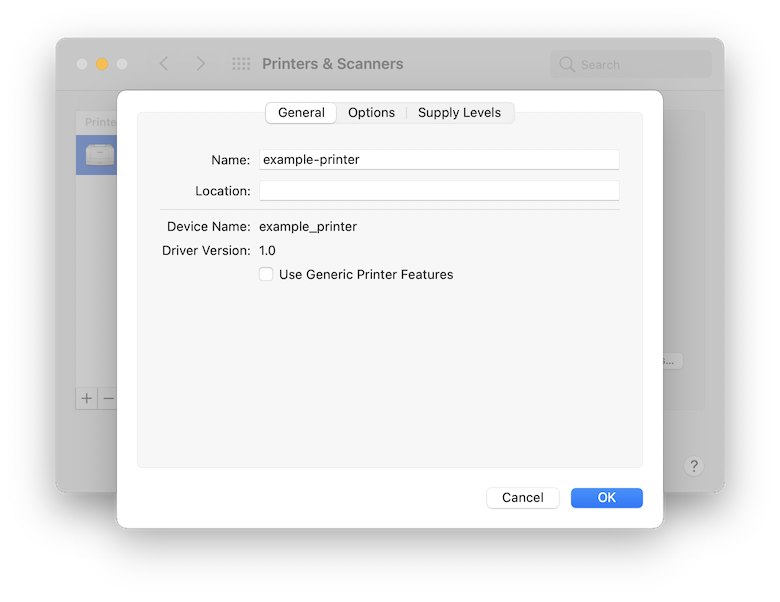 Printers & Scanners
Search
General
Options
Supply Levels
Name: example-printer
Location:
Device Name: example_printer
Driver Version: 1.0
Use Generic Printer Features
?
Cancel
OK